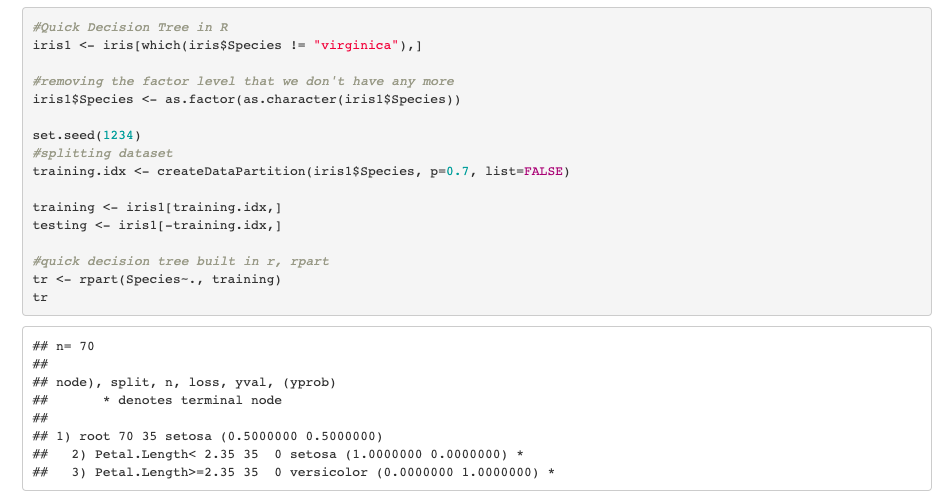 #Quick Decision Tree in R
iris1 <- iris[which(iris$Species != "virginica"),]
#removing the factor level that we don't have any more
iris1$Species <- as.factor(as.character(iris1$Species))
set.seed(1234)
#splitting dataset
training.idx <- createDataPartition(iris1$Species, p=0.7, list=FALSE)
training <- iris1[training.idx,]
testing <- iris1[-training.idx,]
#quick decision tree built in r, rpart
tr <- rpart(Species~., training)
tr
## n= 70
##
## node), split, n, loss, yval, (yprob)
##       * denotes terminal node
##
## 1) root 70 35 setosa (0.5000000 0.5000000)
##   2) Petal.Length< 2.35 35  0 setosa (1.0000000 0.0000000) *
##   3) Petal.Length>=2.35 35  0 versicolor (0.0000000 1.0000000) *